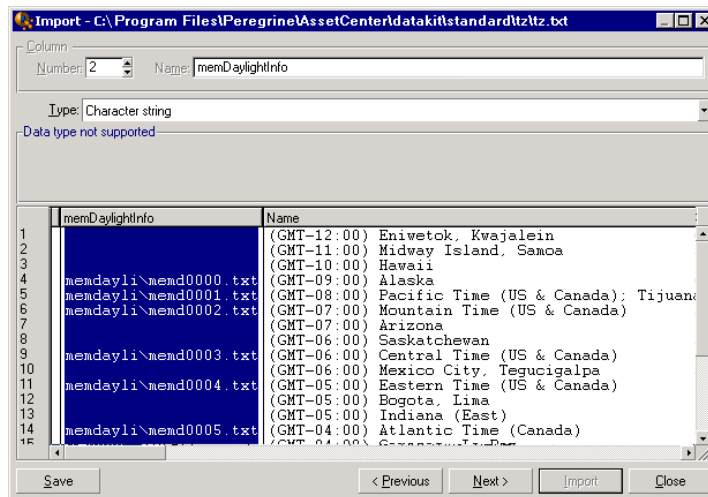 Import - C:\ Program Files\Peregrine\AssetCenter\datakit\standard\tz\tz.txt
Column
Number: 2 Name: memDaylightInfo
Type: Character string
Data type not supported
memDaylightInfo Name
1 (GMT-12:00) Eniwetok, Kwajalein
2 (GMT-11:00) Midway Island, Samoa
3 (GMT-10:00) Hawaii
4 memdayli\memd0000.txt (GMT-09:00) Alaska
5 memdayli\memd0001.txt (GMT-08:00) Pacific Time (US & Canada); Tijuana
6 memdayli\memd0002.txt (GMT-07:00) Mountain Time (US & Canada)
7 (GMT-07:00) Arizona
8 (GMT-06:00) Saskatchewan
9 memdayli\memd0003.txt (GMT-06:00) Central Time (US & Canada)
10 (GMT-06:00) Mexico City, Tegucigalpa
11 memdayli\memd0004.txt (GMT-05:00) Eastern Time (US & Canada)
12 (GMT-05:00) Bogota, Lima
13 (GMT-05:00) Indiana (East)
14 memdayli\memd0005.txt (GMT-04:00) Atlantic Time (Canada)
15 (GMT-04:00)
Save < Previous Next > Import Close